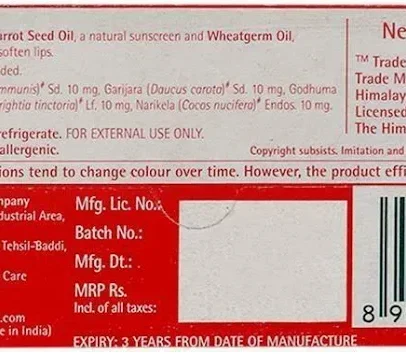 arrot Seed Oil, a natural sunscreen and Wheatgerm Oil,
soften lips.
ded.
mmunis)# Sd. 10 mg, Garijara (Daucus carota)# Sd. 10 mg, Godhuma
rightia tinctoria)# Lf. 10 mg, Narikela (Cocos nucifera)# Endos. 10 mg.
refrigerate. FOR EXTERNAL USE ONLY.
allergenic.
Ne
™ Trade
Trade M
Himalay
Licensed
The Him
Copyright subsists. Imitation and
ions tend to change colour over time. However, the product effi
mpany
dustrial Area,
Tehsil-Baddi,
Care
.com
e in India)
Mfg. Lic. No.:
Batch No.:
Mfg. Dt.:
MRP Rs.
Incl. of all taxes:
EXPIRY: 3 YEARS FROM DATE OF MANUFACTURE
8 9